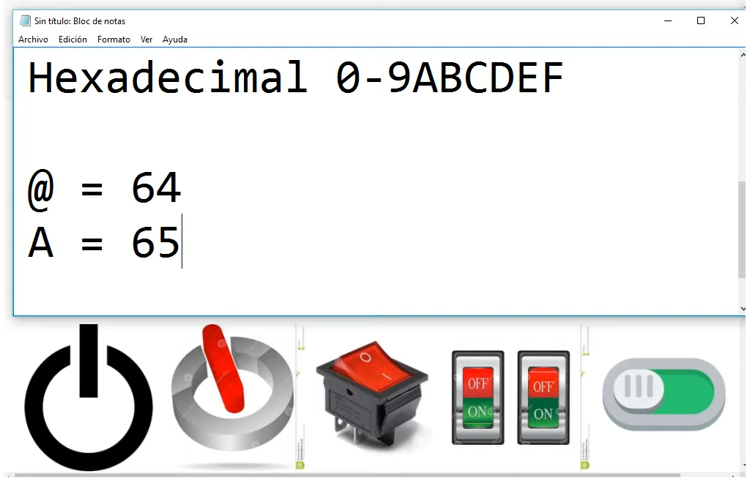 Sin título: Bloc de notas
Archivo Edición Formato Ver Ayuda
Hexadecimal 0-9ABCDEF
@ = 64
A = 65
OFF OFF
ON ON